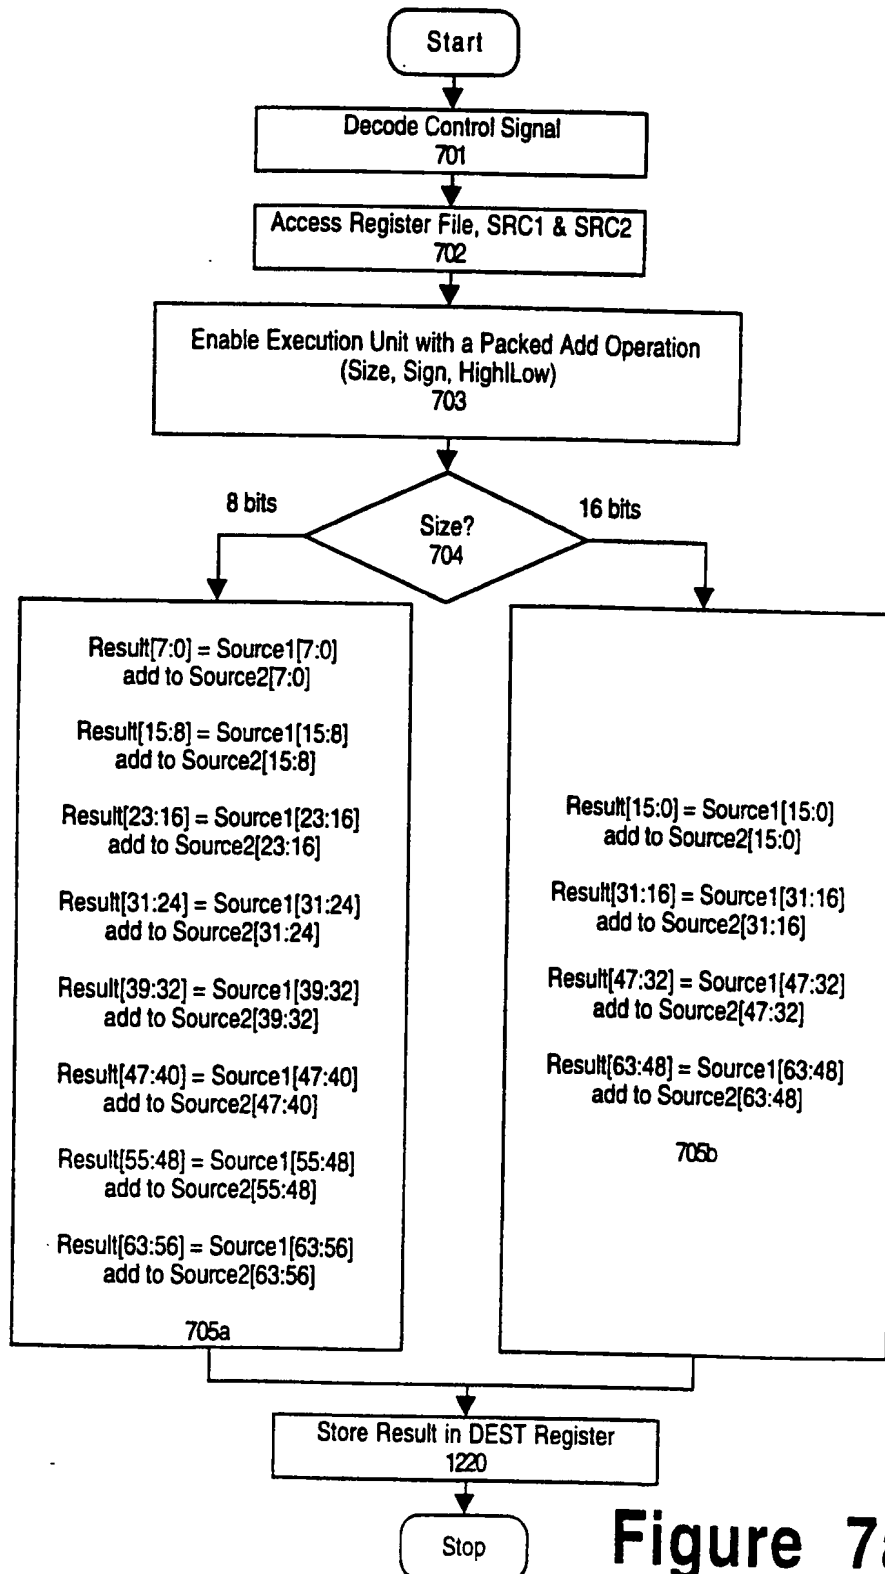 Start
Decode Control Signal
701
Access Register File, SRC1 & SRC2
702
Enable Execution Unit with a Packed Add Operation
(Size, Sign, High|Low)
703
8 bits
16 bits
Size?
704
Result[7:0] = Source1[7:0]
add to Source2[7:0]
Result[15:8] = Source1[15:8]
add to Source2[15:8]
Result[23:16] = Source1[23:16]
add to Source2[23:16]
Result[31:24] = Source1[31:24]
add to Source2[31:24]
Result[39:32] = Source1[39:32]
add to Source2[39:32]
Result[47:40] = Source1[47:40]
add to Source2[47:40]
Result[55:48] = Source1[55:48]
add to Source2[55:48]
Result[63:56] = Source1[63:56]
add to Source2[63:56]
705a
Result[15:0] = Source1[15:0]
add to Source2[15:0]
Result[31:16] = Source1[31:16]
add to Source2[31:16]
Result[47:32] = Source1[47:32]
add to Source2[47:32]
Result[63:48] = Source1[63:48]
add to Source2[63:48]
705b
Store Result in DEST Register
1220
Stop
Figure 7a